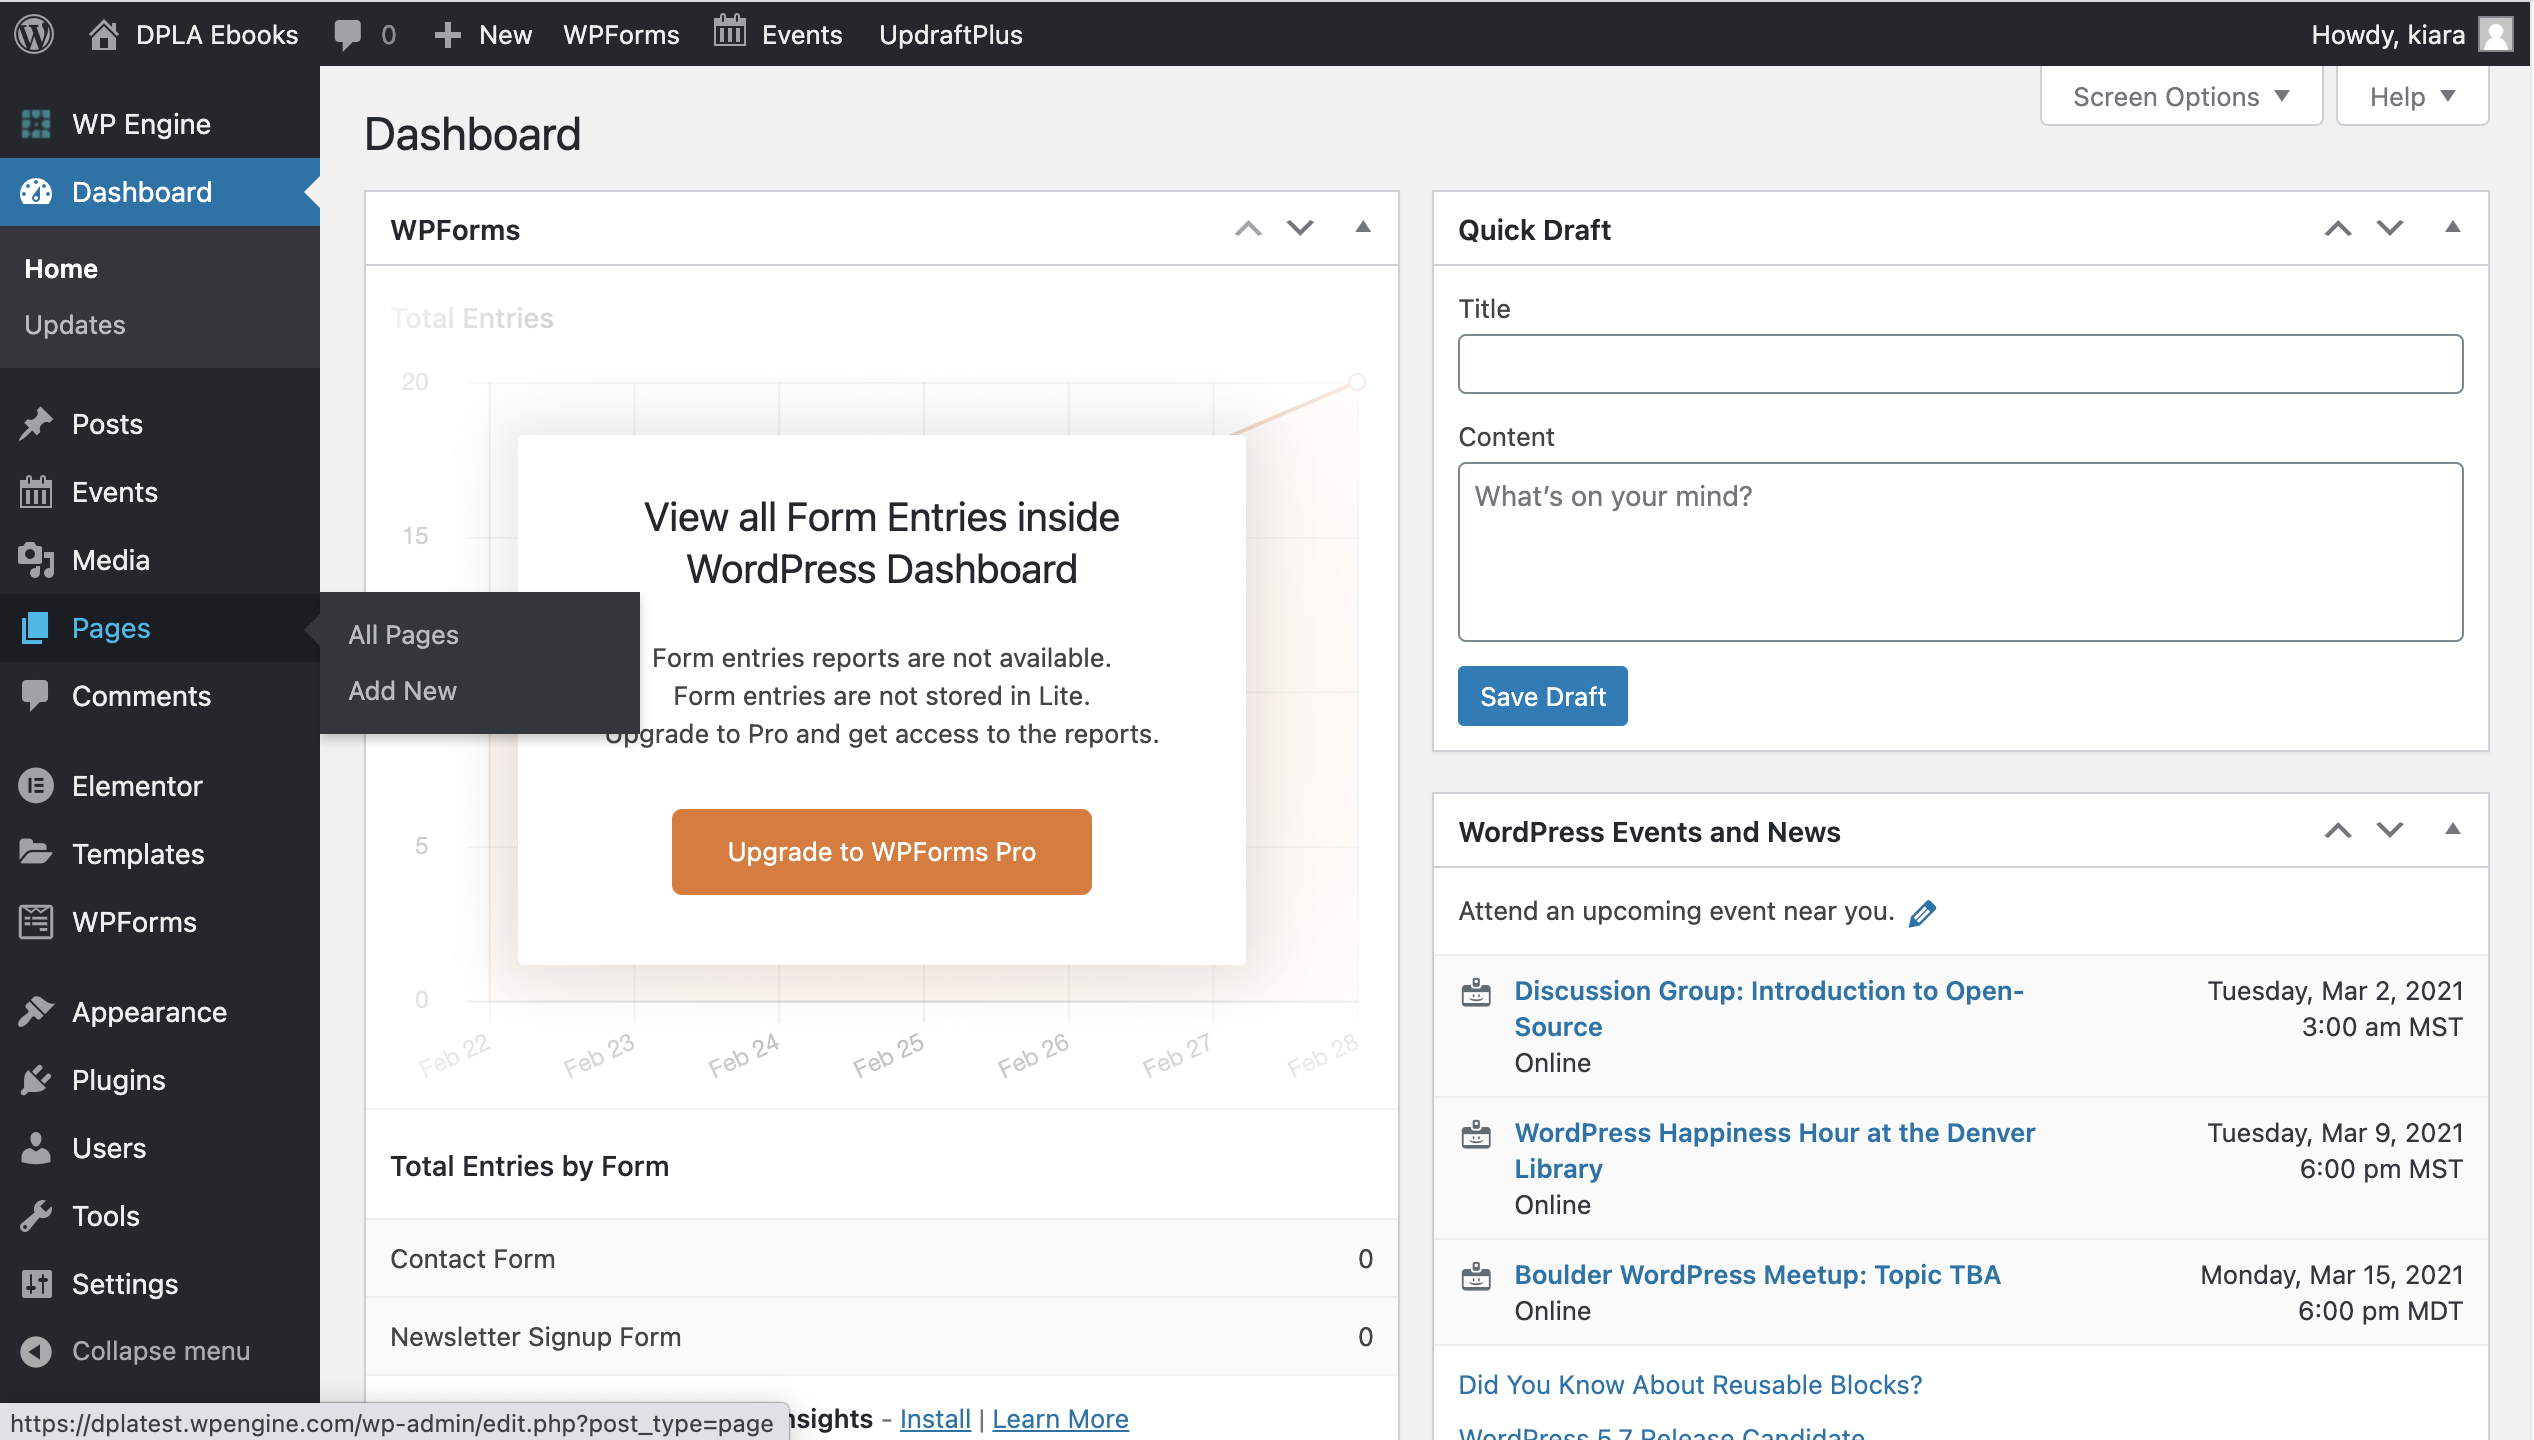 DPLA Ebooks 0 New WPForms Events UpdraftPlus Howdy, kiara
WP Engine
Dashboard
Home
Updates
Posts
Events
Media
Pages
All Pages
Add New
Comments
Elementor
Templates
WPForms
Appearance
Plugins
Users
Tools
Settings
Collapse menu
https://dplatest.wpengine.com/wp-admin/edit.php?post_type=page
Screen Options ▼ Help ▼
Dashboard
WPForms
Total Entries
20
15
5
0
Feb 22 Feb 23 Feb 24 Feb 25 Feb 26 Feb 27 Feb 28
View all Form Entries inside
WordPress Dashboard
Form entries reports are not available.
Form entries are not stored in Lite.
Upgrade to Pro and get access to the reports.
Upgrade to WPForms Pro
Total Entries by Form
Contact Form 0
Newsletter Signup Form 0
nsights - Install | Learn More
Quick Draft
Title
Content
What's on your mind?
Save Draft
WordPress Events and News
Attend an upcoming event near you.
Discussion Group: Introduction to Open- Tuesday, Mar 2, 2021
Source 3:00 am MST
Online
WordPress Happiness Hour at the Denver Tuesday, Mar 9, 2021
Library 6:00 pm MST
Online
Boulder WordPress Meetup: Topic TBA Monday, Mar 15, 2021
Online 6:00 pm MDT
Did You Know About Reusable Blocks?
WordPress 5.7 Release Candidate